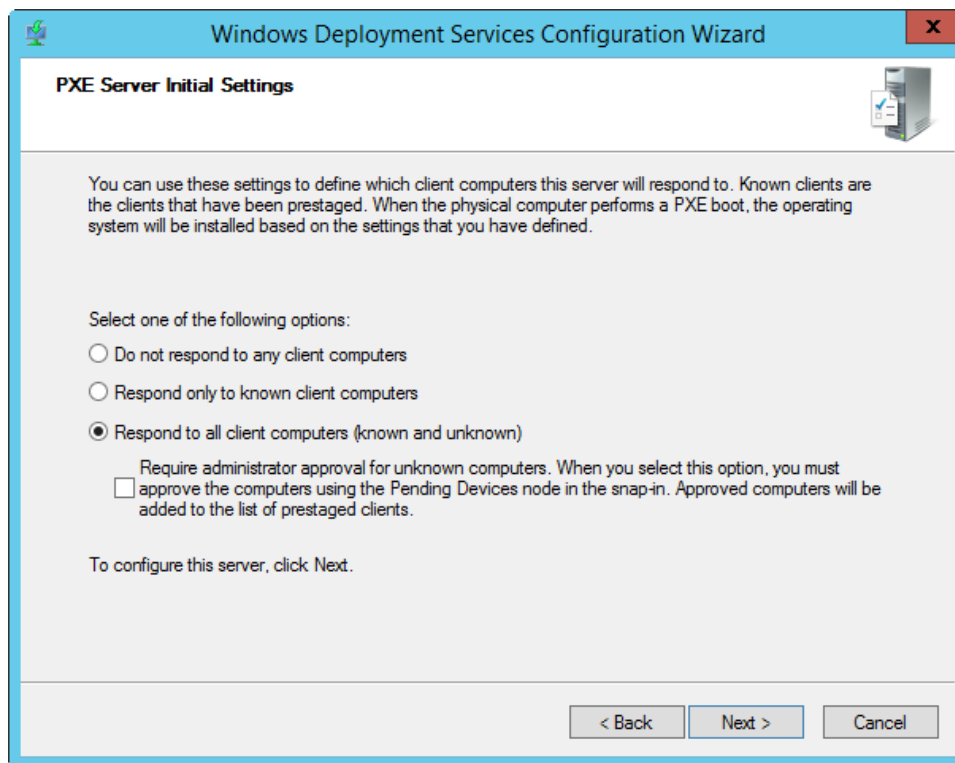 Windows Deployment Services Configuration Wizard
x
PXE Server Initial Settings
You can use these settings to define which client computers this server will respond to. Known clients are
the clients that have been prestaged. When the physical computer performs a PXE boot, the operating
system will be installed based on the settings that you have defined.
Select one of the following options:
Do not respond to any client computers
Respond only to known client computers
Respond to all client computers (known and unknown)
Require administrator approval for unknown computers. When you select this option, you must
approve the computers using the Pending Devices node in the snap-in. Approved computers will be
added to the list of prestaged clients.
To configure this server, click Next.
< Back Next > Cancel